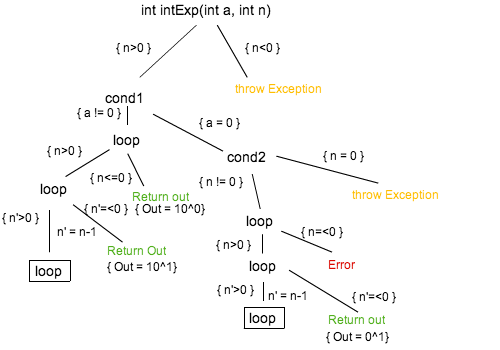 int intExp(int a, int n)
{ n>0 }
{ n<0 }
throw Exception
cond1
{ a != 0 }
{ a = 0 }
loop
{ n>0 }
{ n<=0 }
cond2
{ n = 0 }
loop
Return out
{ n != 0 }
throw Exception
{ n'=<0 }
{ Out = 10^0 }
{ n'>0 }
n' = n-1
loop
{ n=<0 }
Return Out
{ n>0 }
{ Out = 10^1}
loop
loop
Error
{ n'>0 }
n' = n-1
{ n'=<0 }
loop
Return out
{ Out = 0^1}